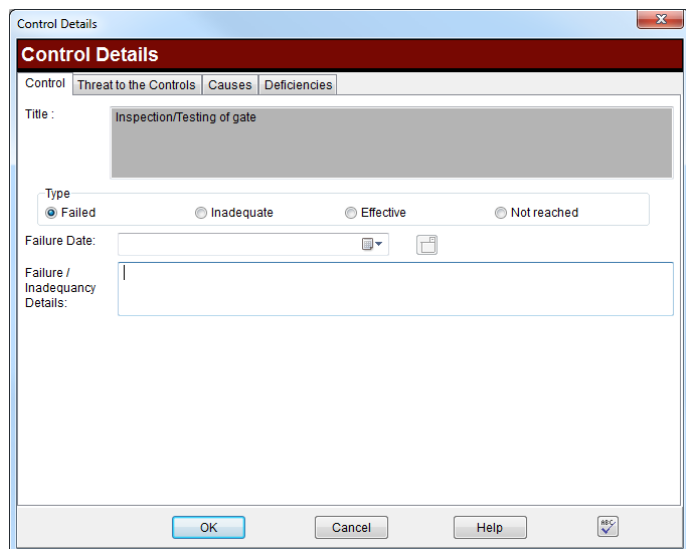 Control Details
Control Details
Control Threat to the Controls Causes Deficiencies
Title : Inspection/Testing of gate
Type
Failed Inadequate Effective Not reached
Failure Date:
Failure /
Inadequancy
Details:
OK Cancel Help ABC